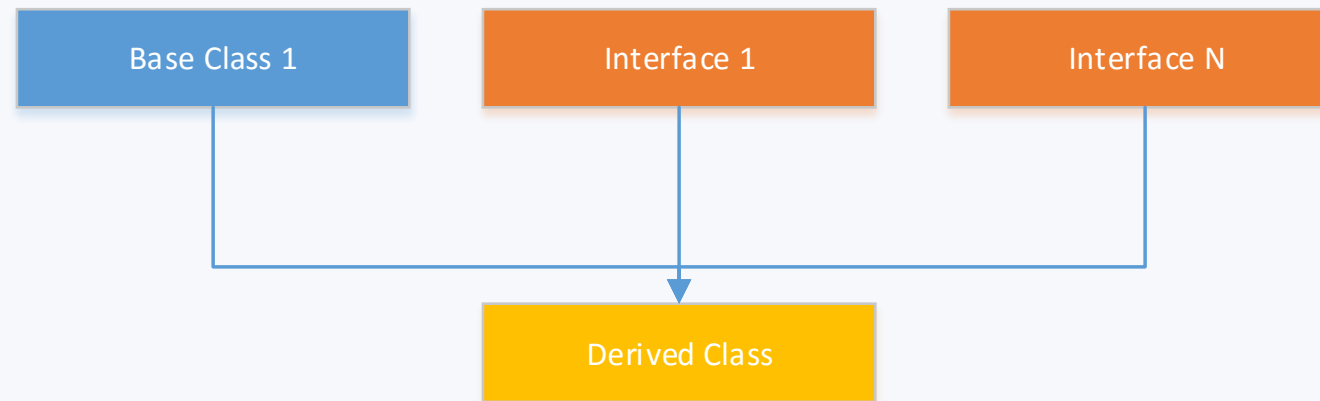 Base Class 1
Interface 1
Interface N
Derived Class